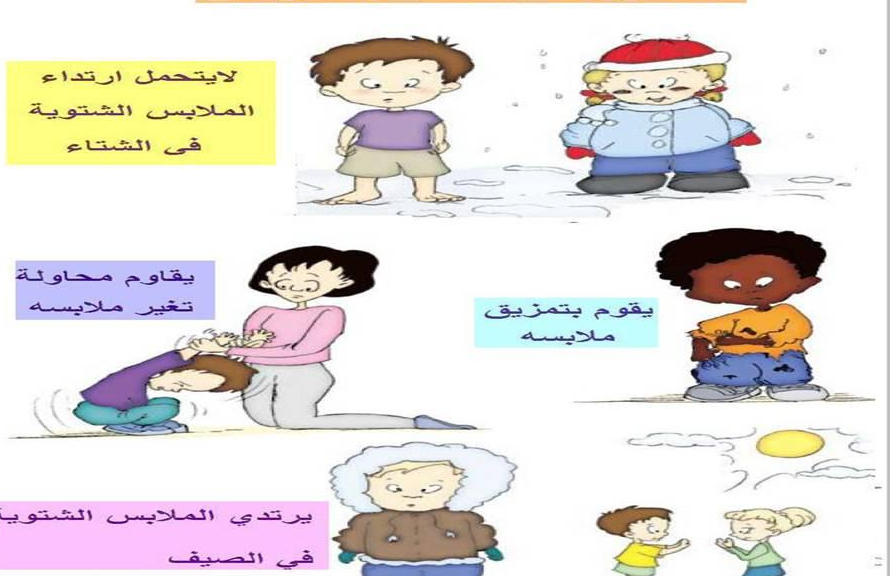 لايتحمل ارتداء
الملابس الشتوية
فى الشتاء
يقاوم محاولة
تغير ملابسه
يقوم بتمزيق
ملابسه
يرتدي الملابس الشتوية
في الصيف